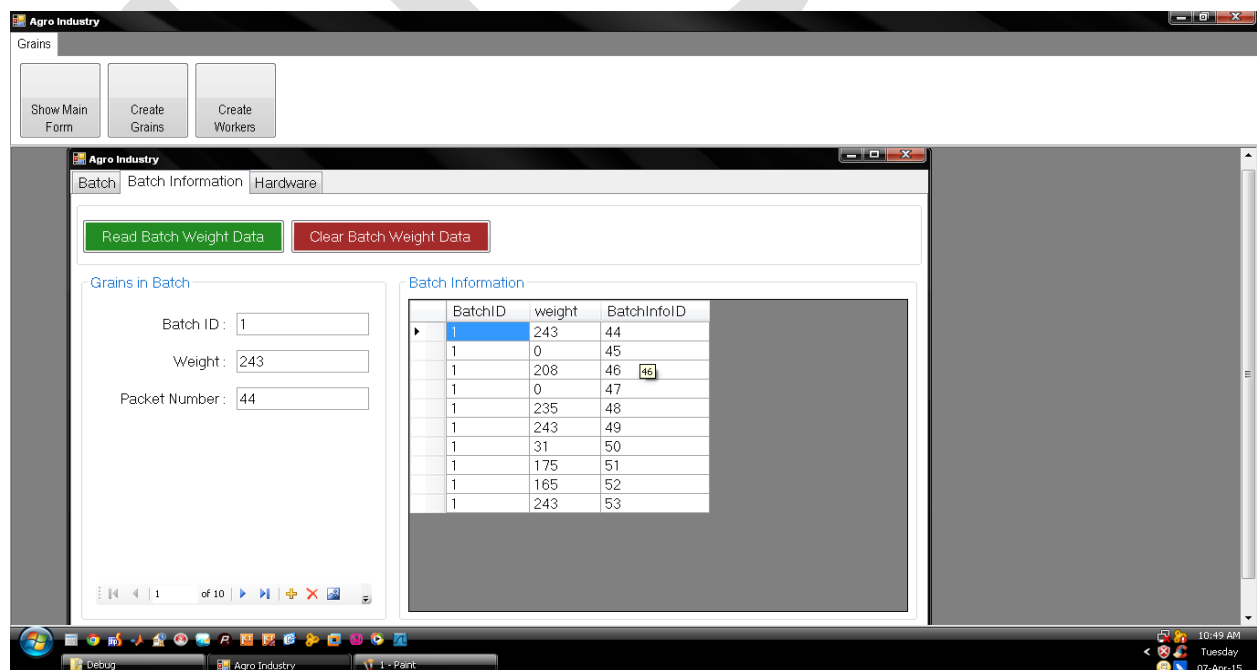 Agro Industry
Grains
Show Main Form
Create Grains
Create Workers
Agro Industry
Batch Batch Information Hardware
Read Batch Weight Data Clear Batch Weight Data
Grains in Batch
Batch ID : 1
Weight : 243
Packet Number : 44
1 of 10
Batch Information
BatchID weight BatchInfoID
1 243 44
1 0 45
1 208 46 46
1 0 47
1 235 48
1 243 49
1 31 50
1 175 51
1 165 52
1 243 53
10:49 AM
Tuesday
07-Apr-15
Debug Agro Industry 1 - Paint